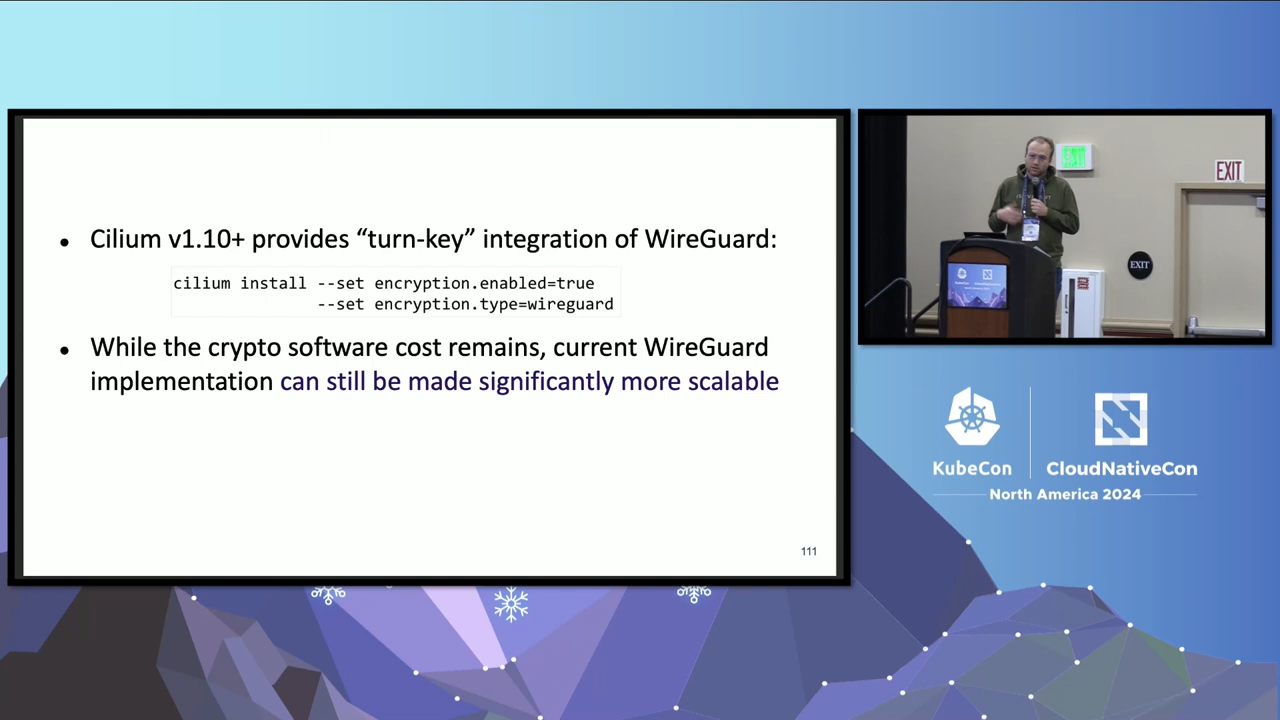 • Cilium v1.10+ provides “turn-key” integration of WireGuard:
cilium install --set encryption.enabled=true
--set encryption.type=wireguard
• While the crypto software cost remains, current WireGuard
implementation can still be made significantly more scalable
111
EXIT
EXIT
KubeCon
CloudNativeCon
North America 2024